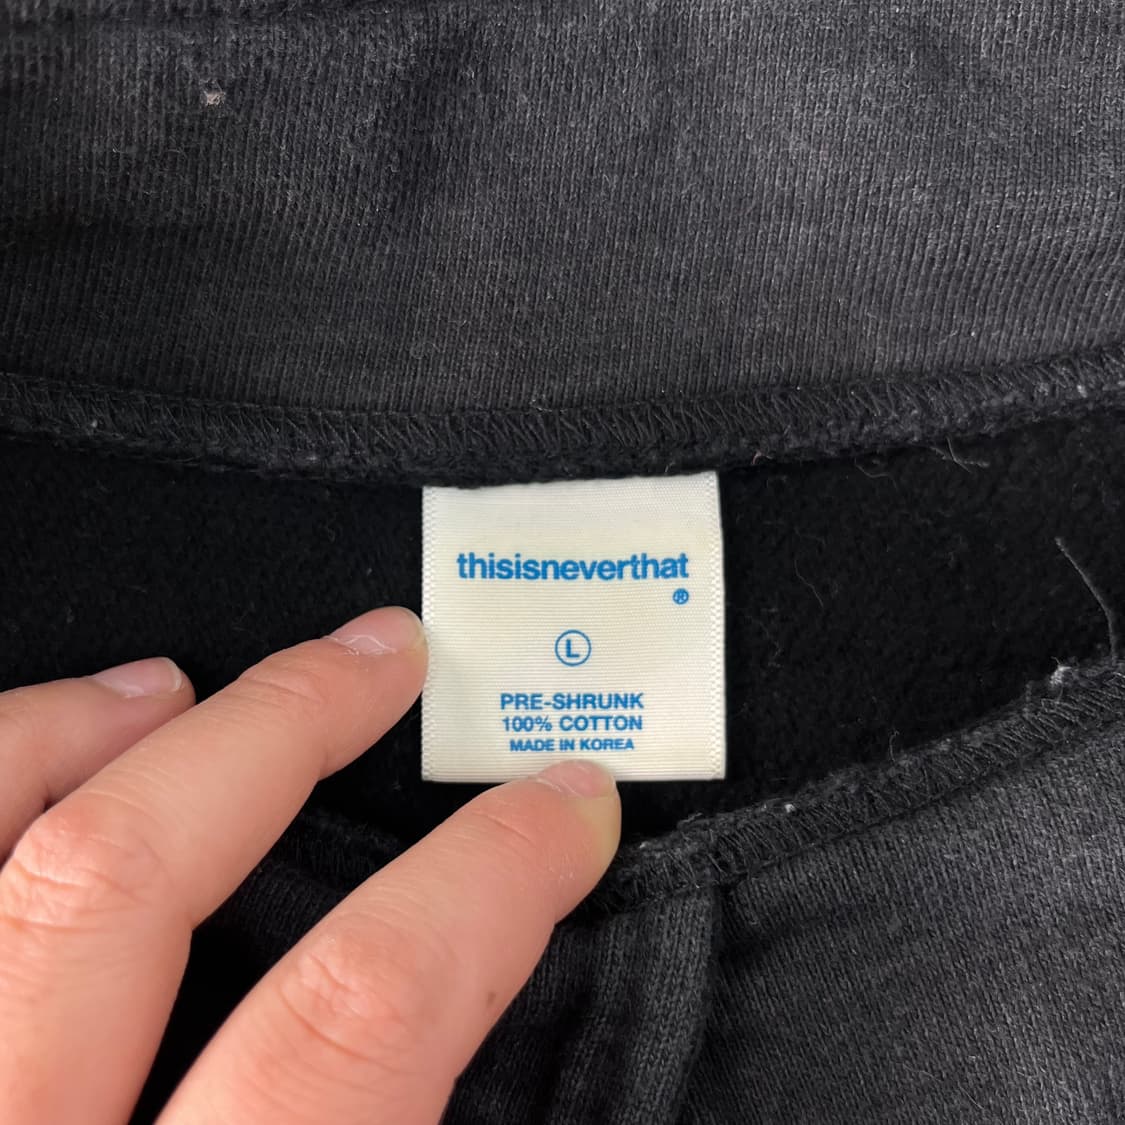 thisisneverthat
®
L
PRE-SHRUNK
100% COTTON
MADE IN KOREA